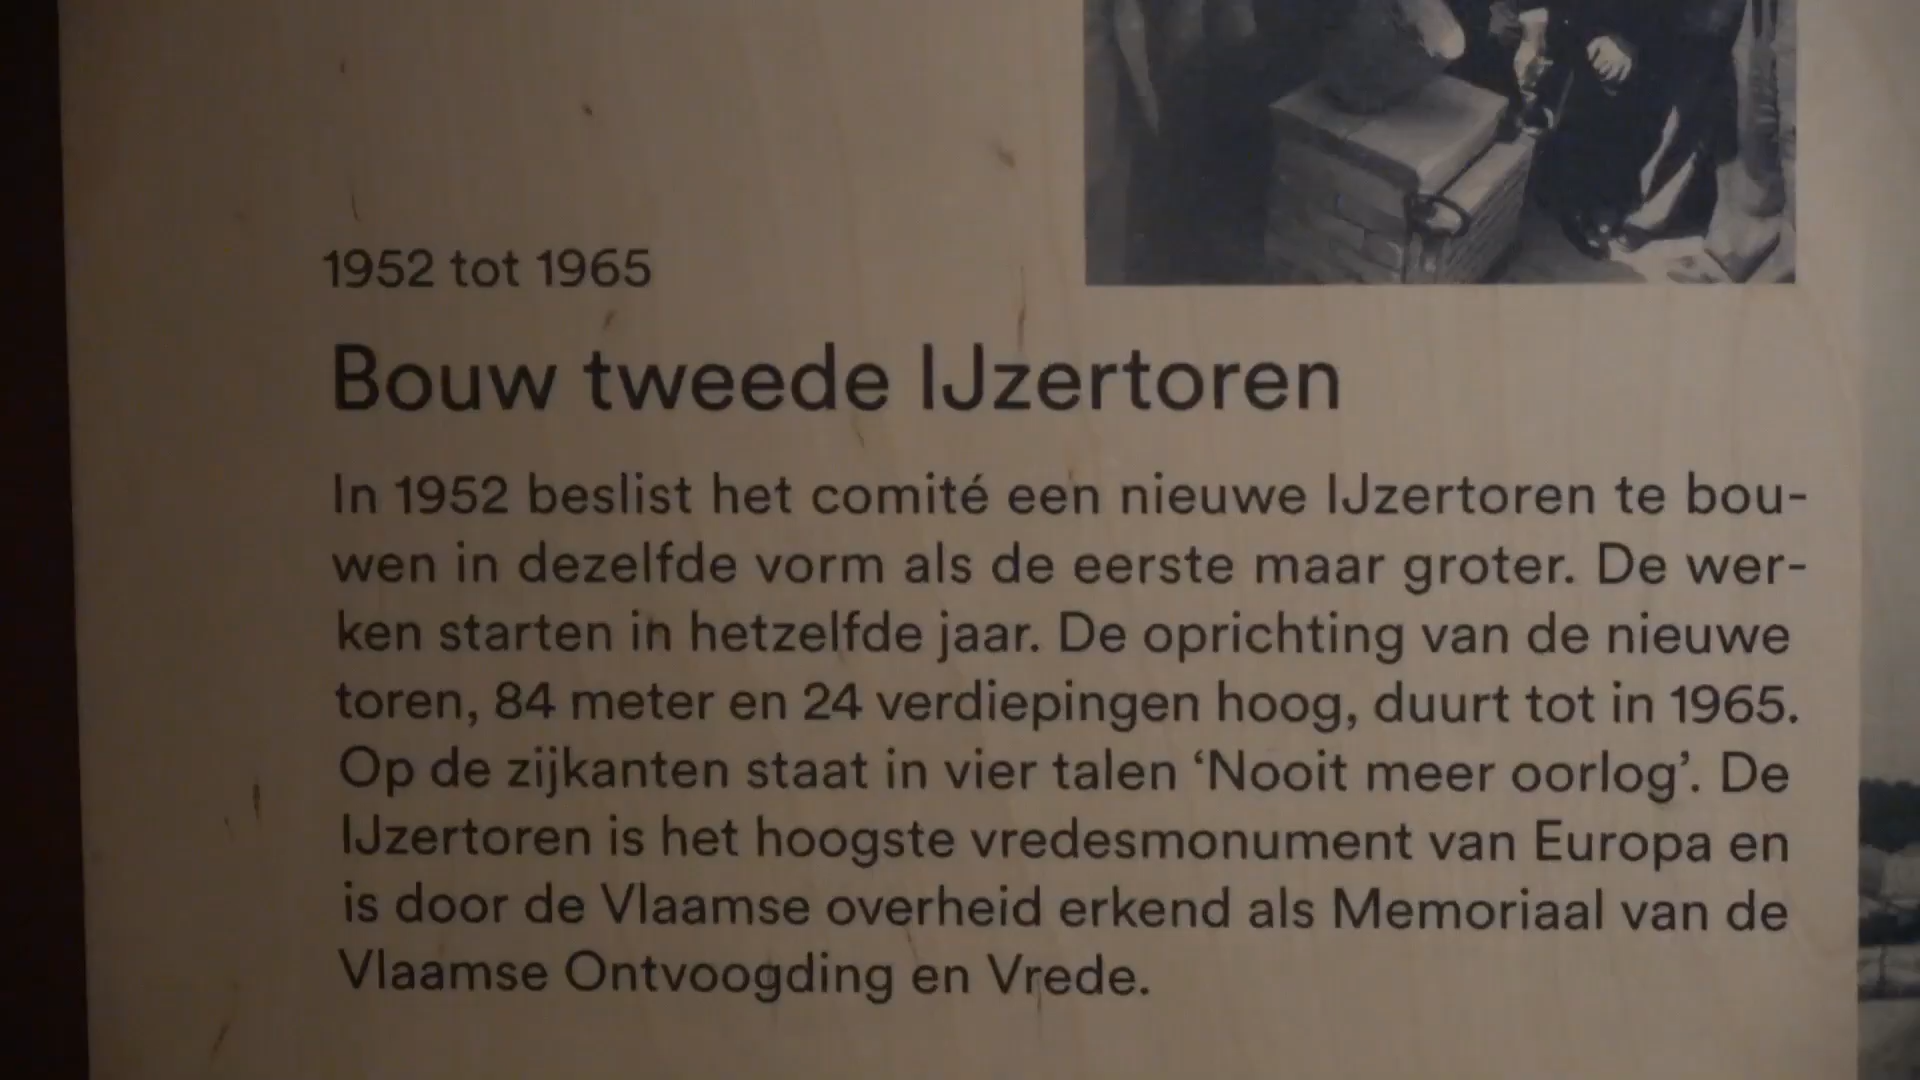 1952 tot 1965
Bouw tweede IJzertoren
In 1952 beslist het comité een nieuwe IJzertoren te bou-
wen in dezelfde vorm als de eerste maar groter. De wer-
ken starten in hetzelfde jaar. De oprichting van de nieuwe
toren, 84 meter en 24 verdiepingen hoog, duurt tot in 1965.
Op de zijkanten staat in vier talen ‘Nooit meer oorlog’. De
IJzertoren is het hoogste vredesmonument van Europa en
is door de Vlaamse overheid erkend als Memoriaal van de
Vlaamse Ontvoogding en Vrede.